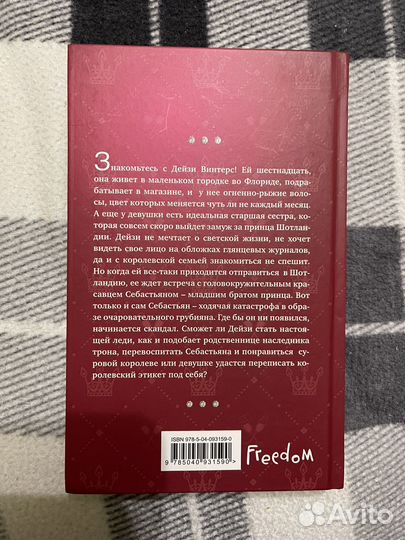 Знакомьтесь с Дейзи Винтерс! Ей шестнадцать,
она живет в маленьком городке во Флориде, подра-
батывает в магазине, и у нее огненно-рыжие воло-
сы, цвет которых меняется чуть ли не каждый месяц.
А еще у девушки есть идеальная старшая сестра, ко-
торая совсем скоро выйдет замуж за принца Шотлан-
дии. Дейзи не мечтает о светской жизни, не хочет
видеть свое лицо на обложках глянцевых журналов,
да и с королевской семьей знакомиться не спешит.
Но когда ей все-таки приходится отправиться в Шот-
ландию, ее ждет встреча с головокружительным кра-
савцем Себастьяном – младшим братом принца. Вот
только и сам Себастьян – ходячая катастрофа в обра-
зе очаровательного грубияна. Где бы он ни появился,
начинается скандал. Сможет ли Дейзи стать настоя-
щей леди, как и подобает родственнице наследника
трона, перевоспитать Себастьяна и понравиться су-
ровой королеве или девушке удастся переписать ко-
ролевский этикет под себя?
ISBN 978-5-04-093159-0
9 785040 931590 >
Freedom
Avito